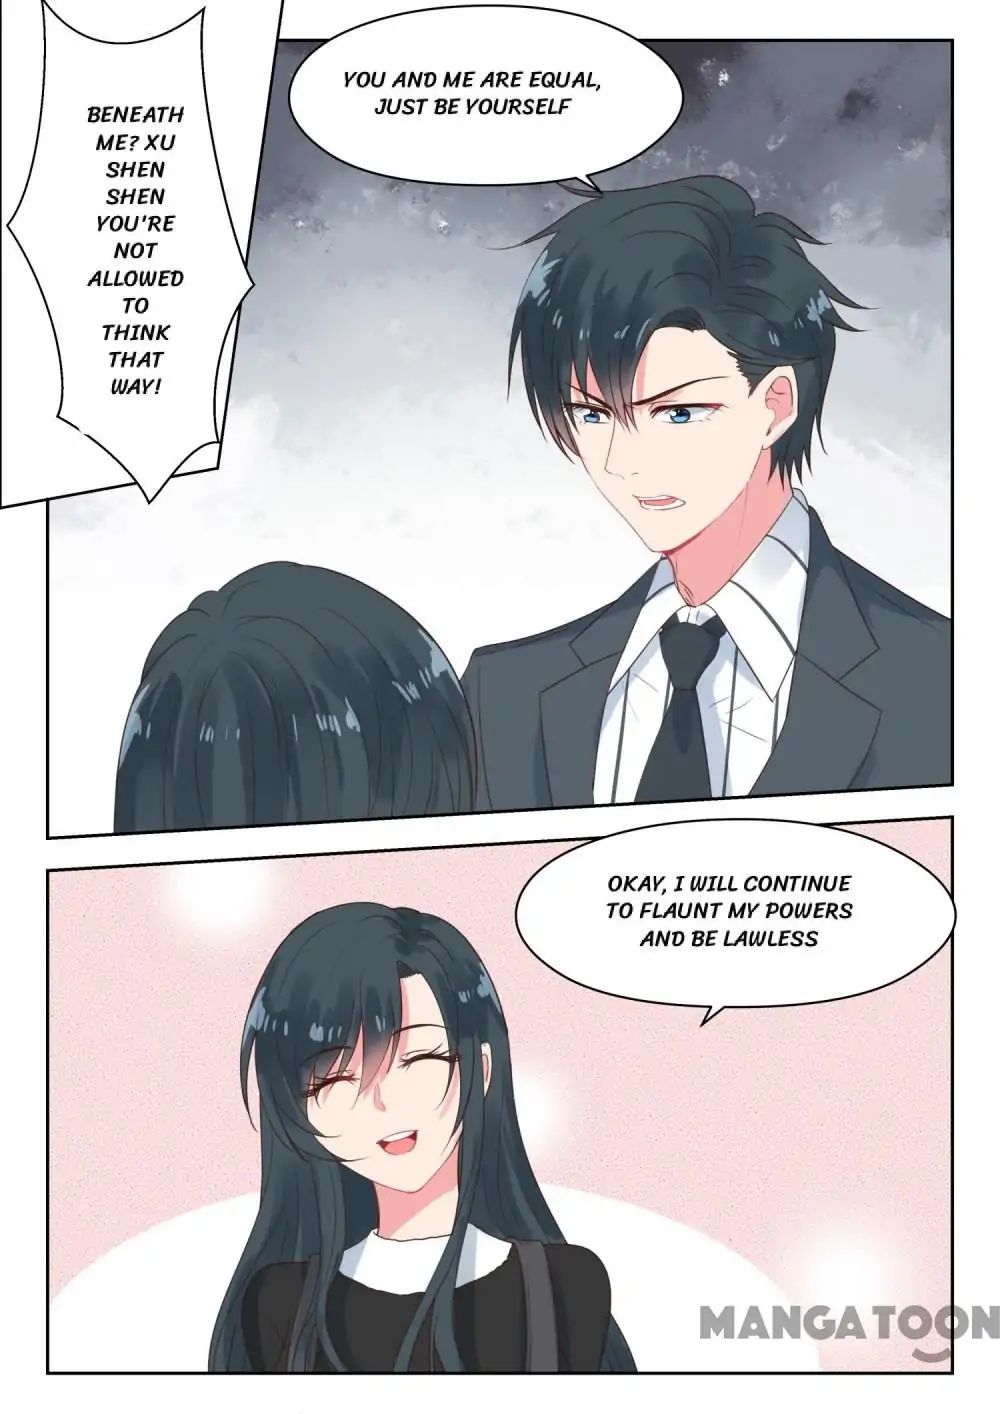 BENEATH
ME? XU
SHEN
SHEN
YOU'RE
NOT
ALLOWED
TO
THINK
THAT
WAY!
YOU AND ME ARE EQUAL,
JUST BE YOURSELF
OKAY, I WILL CONTINUE
TO FLAUNT MY POWERS
AND BE LAWLESS
MANGATOON